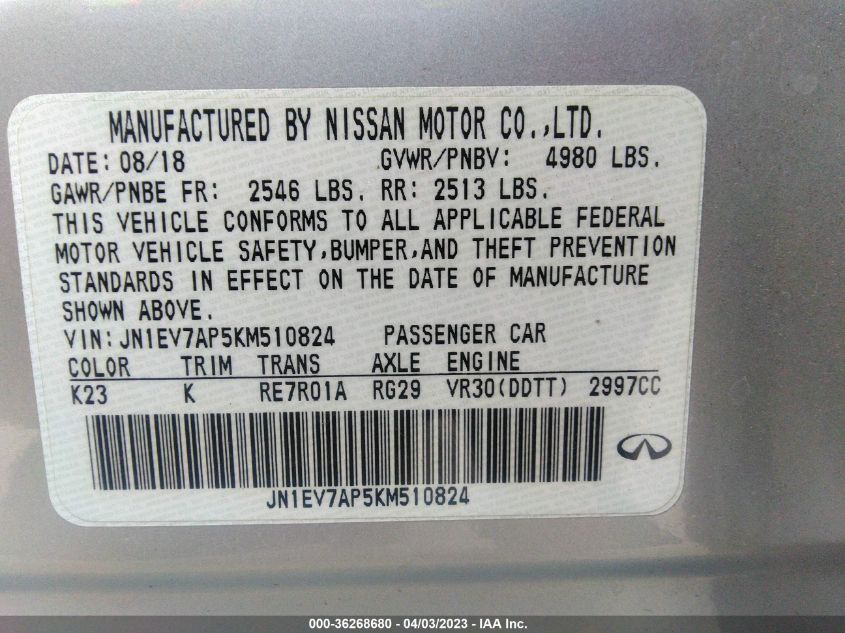 MANUFACTURED BY NISSAN MOTOR CO.,LTD.
DATE: 08/18 GVWR/PNBV: 4980 LBS.
GAWR/PNBE FR: 2546 LBS. RR: 2513 LBS.
THIS VEHICLE CONFORMS TO ALL APPLICABLE FEDERAL
MOTOR VEHICLE SAFETY,BUMPER,AND THEFT PREVENTION
STANDARDS IN EFFECT ON THE DATE OF MANUFACTURE
SHOWN ABOVE.
VIN: JN1EV7AP5KM510824 PASSENGER CAR
COLOR TRIM TRANS AXLE ENGINE
K23 K RE7R01A RG29 VR30(DDTT) 2997CC
JN1EV7AP5KM510824
000-36268680 - 04/03/2023 - IAA Inc.